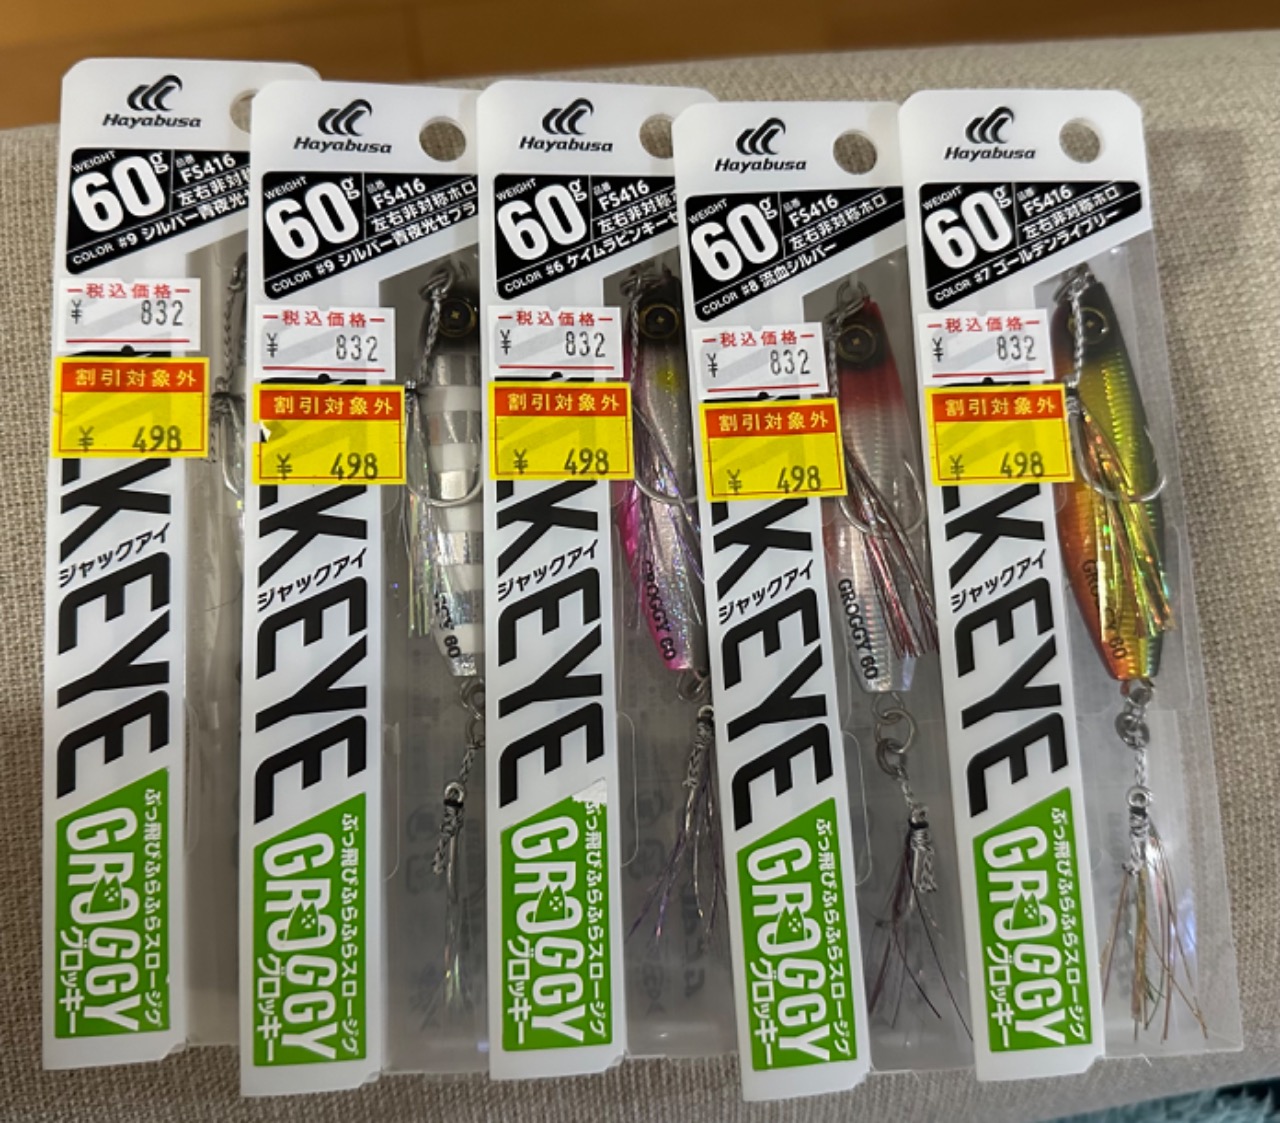 Hayabusa
WEIGHT
60g
品番
FS416
左右非対称ホロ
COLOR #9 シルバー青夜光
税込価格
¥ 832
割引対象外
¥ 498
KEYE
ジャックアイ
ぶっ飛びふらふらスロージグ
GROGGY
グロッキー
Hayabusa
WEIGHT
60g
品番
FS416
左右非対称ホロ
COLOR #9 シルバー青夜光ゼブラ
税込価格
¥ 832
割引対象外
¥ 498
KEYE
ジャックアイ
60
ぶっ飛びふらふらスロージグ
GROGGY
グロッキー
Hayabusa
WEIGHT
60g
品番
FS416
左右非対称
COLOR #6 ケイムラピンキーゼ
税込価格
¥ 832
割引対象外
¥ 498
KEYE
ジャックアイ
GROGGY 60
ぶっ飛びふらふらスロージグ
GROGGY
グロッキー
Hayabusa
WEIGHT
60g
品番
FS416
左右非対称ホロ
COLOR #8 流血シルバー
税込価格
¥ 832
割引対象外
¥ 498
KEYE
ジャックアイ
GROGGY 60
ぶっ飛びふらふらスロージグ
GROGGY
グロッキー
Hayabusa
WEIGHT
60g
品番
FS416
左右非対称ホロ
COLOR #7 ゴールデンライブリー
税込価格
¥ 832
割引対象外
¥ 498
KEYE
ジャックアイ
GROGGY 60
ぶっ飛びふらふらスロージグ
GROGGY
グロッキー